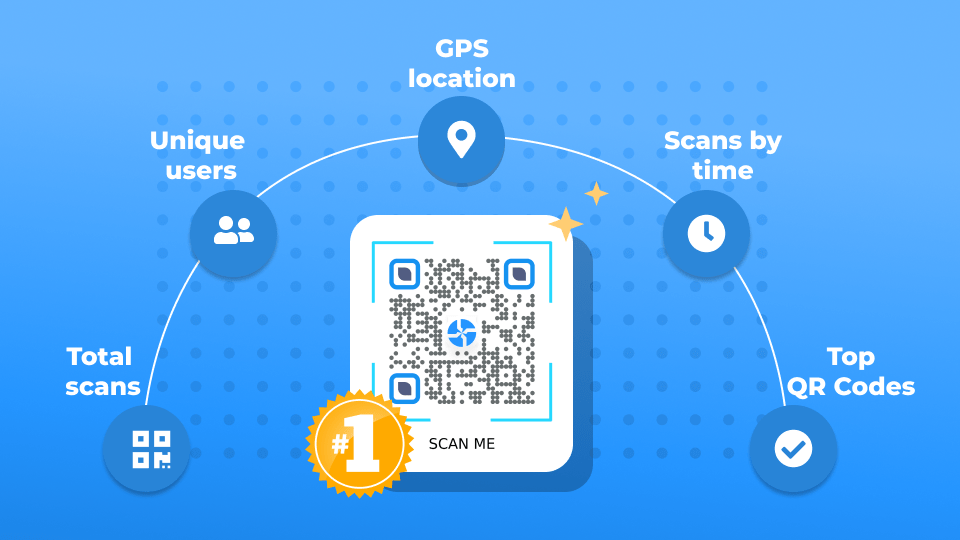 GPS
location
Unique
users
Scans by
time
Total
scans
Top
QR Codes
#1
SCAN ME